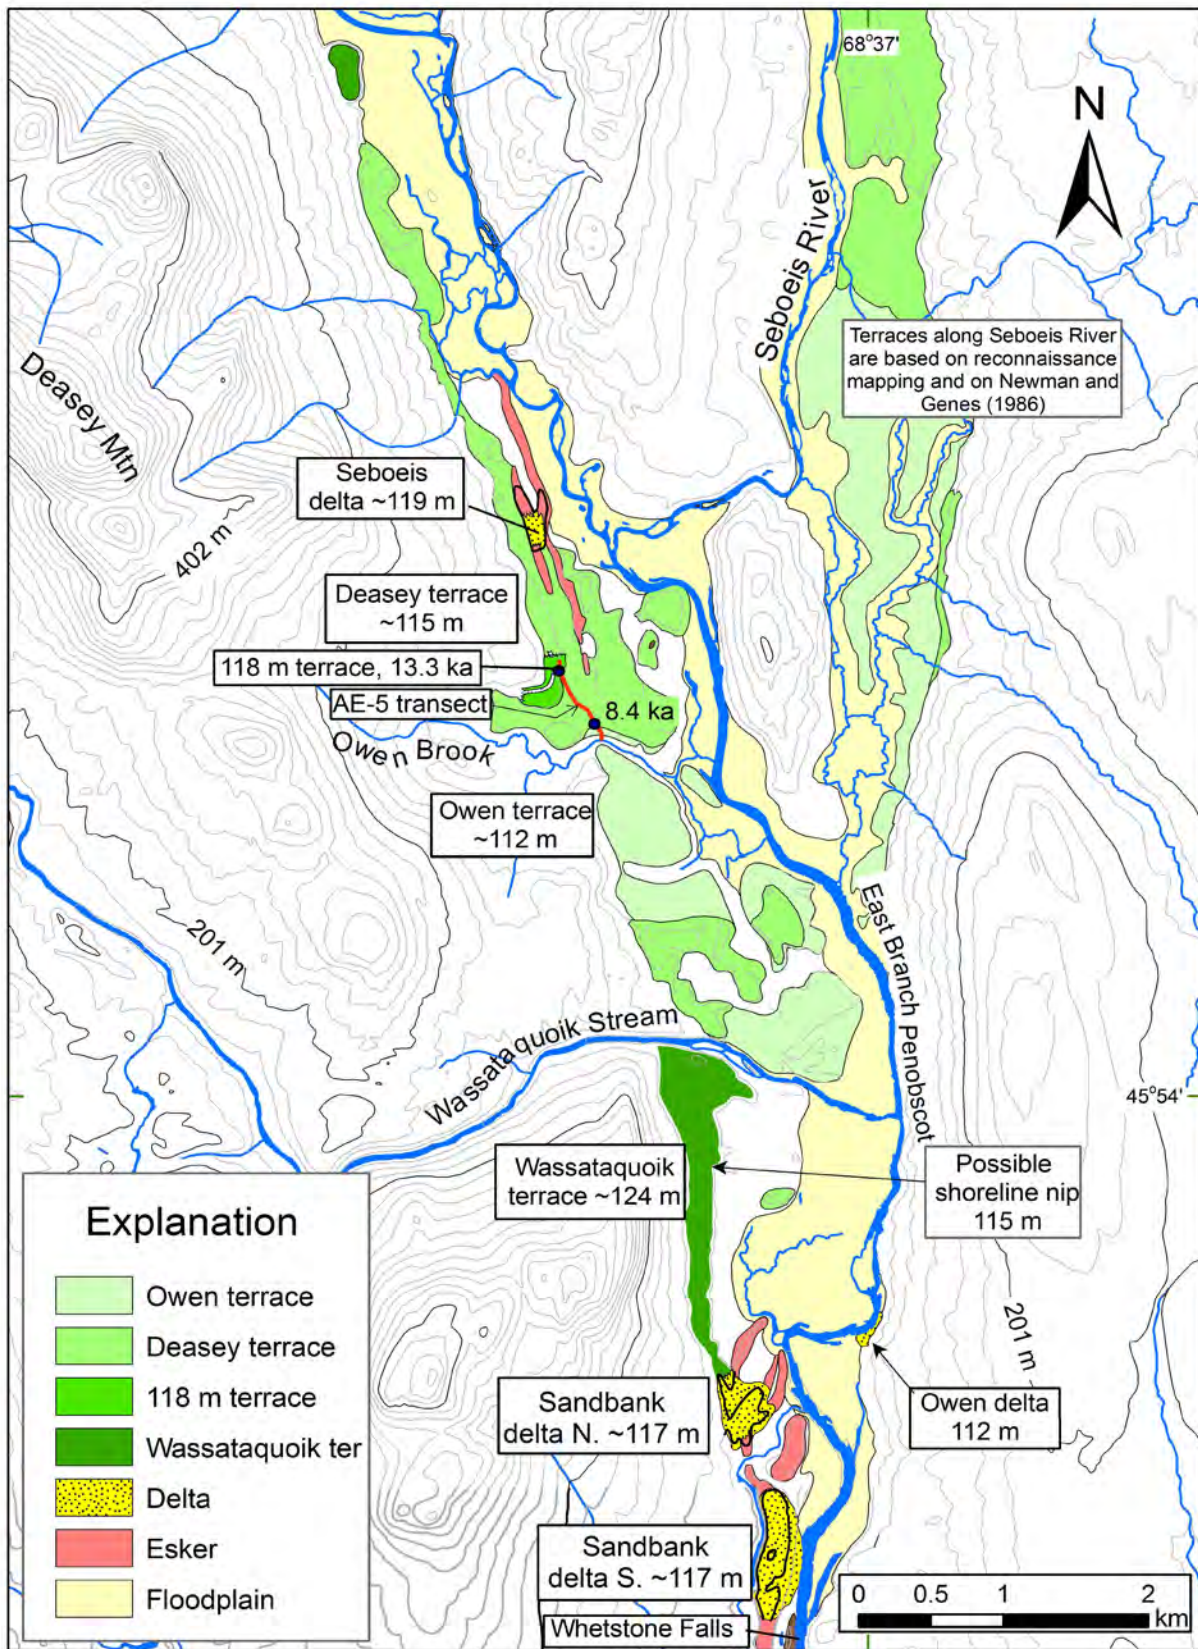 68°37'
N
Seboeis River
Terraces along Seboeis River
are based on reconnaissance
mapping and on Newman and
Genes (1986)
Deasey Mtn
Seboeis
delta ~119 m
402 m
Deasey terrace
~115 m
118 m terrace, 13.3 ka
AE-5 transect
8.4 ka
Owen Brook
Owen terrace
~112 m
East Branch Penobscot
201 m
Wassataquoik Stream
45°54'
Wassataquoik
terrace ~124 m
Possible
shoreline nip
115 m
201 m
Explanation
Owen terrace
Deasey terrace
118 m terrace
Wassataquoik ter
Delta
Esker
Floodplain
Sandbank
delta N. ~117 m
Owen delta
112 m
Sandbank
delta S. ~117 m
Whetstone Falls
0 0.5 1 2
km